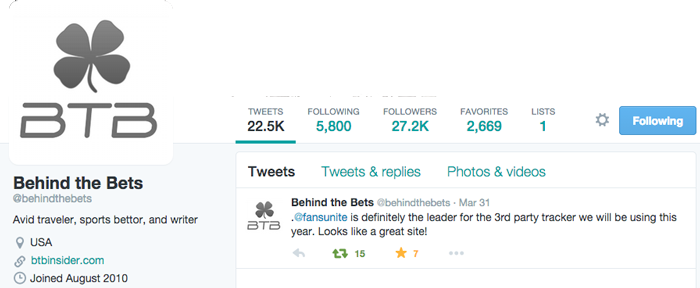 BTB
Behind the Bets
@behindthebets
Avid traveler, sports bettor, and writer
USA
btbinsider.com
Joined August 2010
TWEETS FOLLOWING FOLLOWERS FAVORITES LISTS
22.5K 5,800 27.2K 2,669 1
Following
Tweets Tweets & replies Photos & videos
BTB
Behind the Bets @behindthebets · Mar 31
.@fansunite is definitely the leader for the 3rd party tracker we will be using this
year. Looks like a great site!
15 7